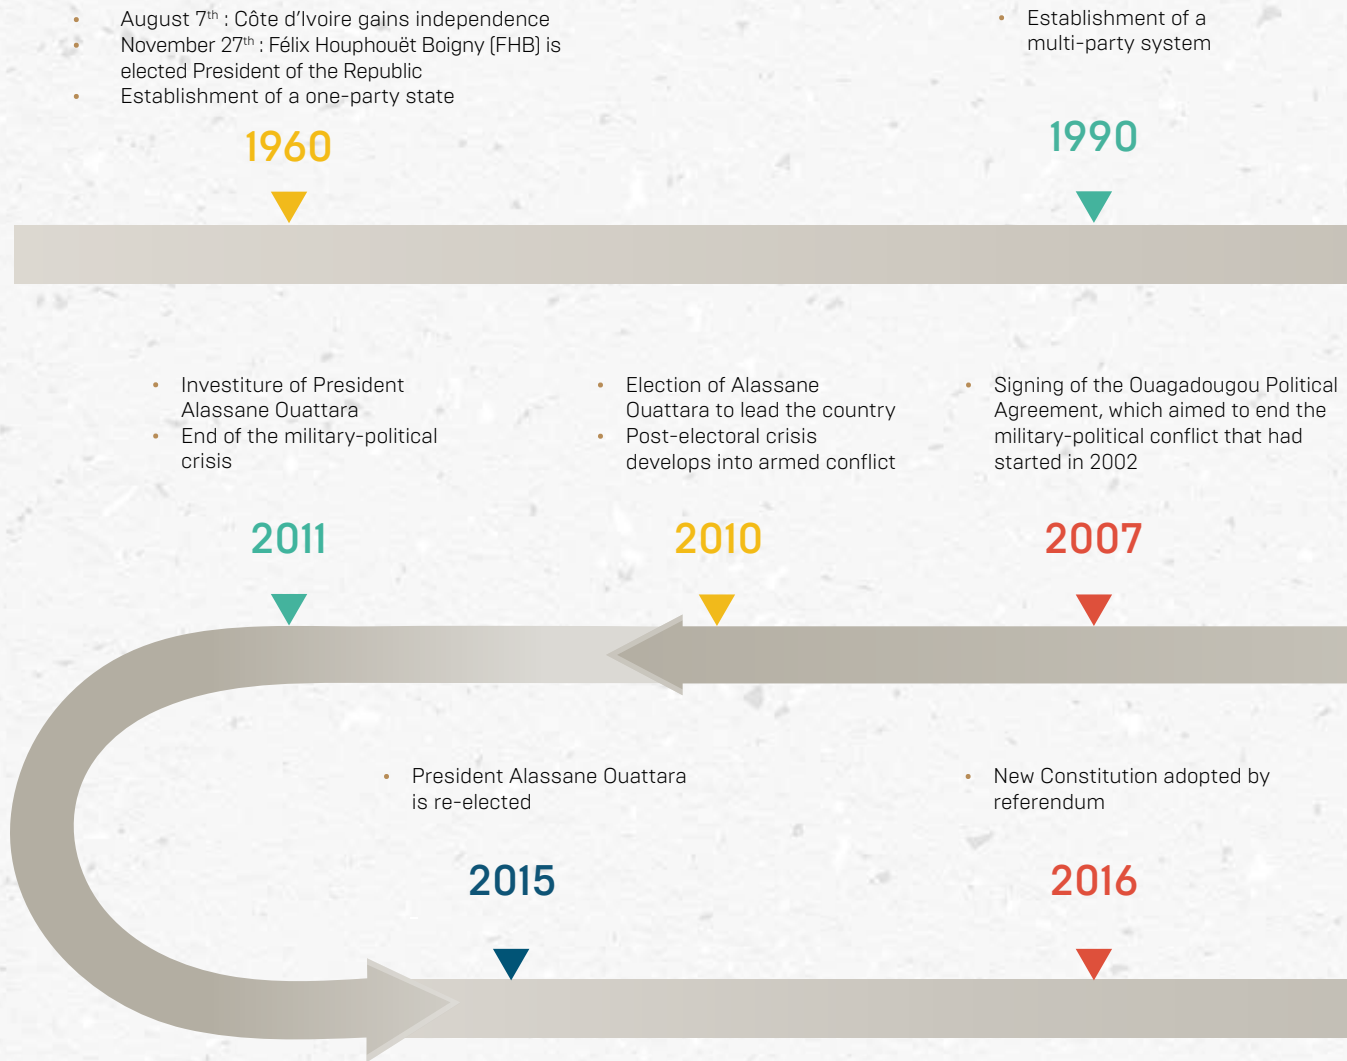 • August 7th : Côte d’Ivoire gains independence
• November 27th : Félix Houphouët Boigny (FHB) is
elected President of the Republic
• Establishment of a one-party state
1960
• Establishment of a
multi-party system
1990
• Investiture of President
Alassane Ouattara
• End of the military-political
crisis
2011
• Election of Alassane
Ouattara to lead the country
• Post-electoral crisis
develops into armed conflict
2010
• Signing of the Ouagadougou Political
Agreement, which aimed to end the
military-political conflict that had
started in 2002
2007
• President Alassane Ouattara
is re-elected
2015
• New Constitution adopted by
referendum
2016